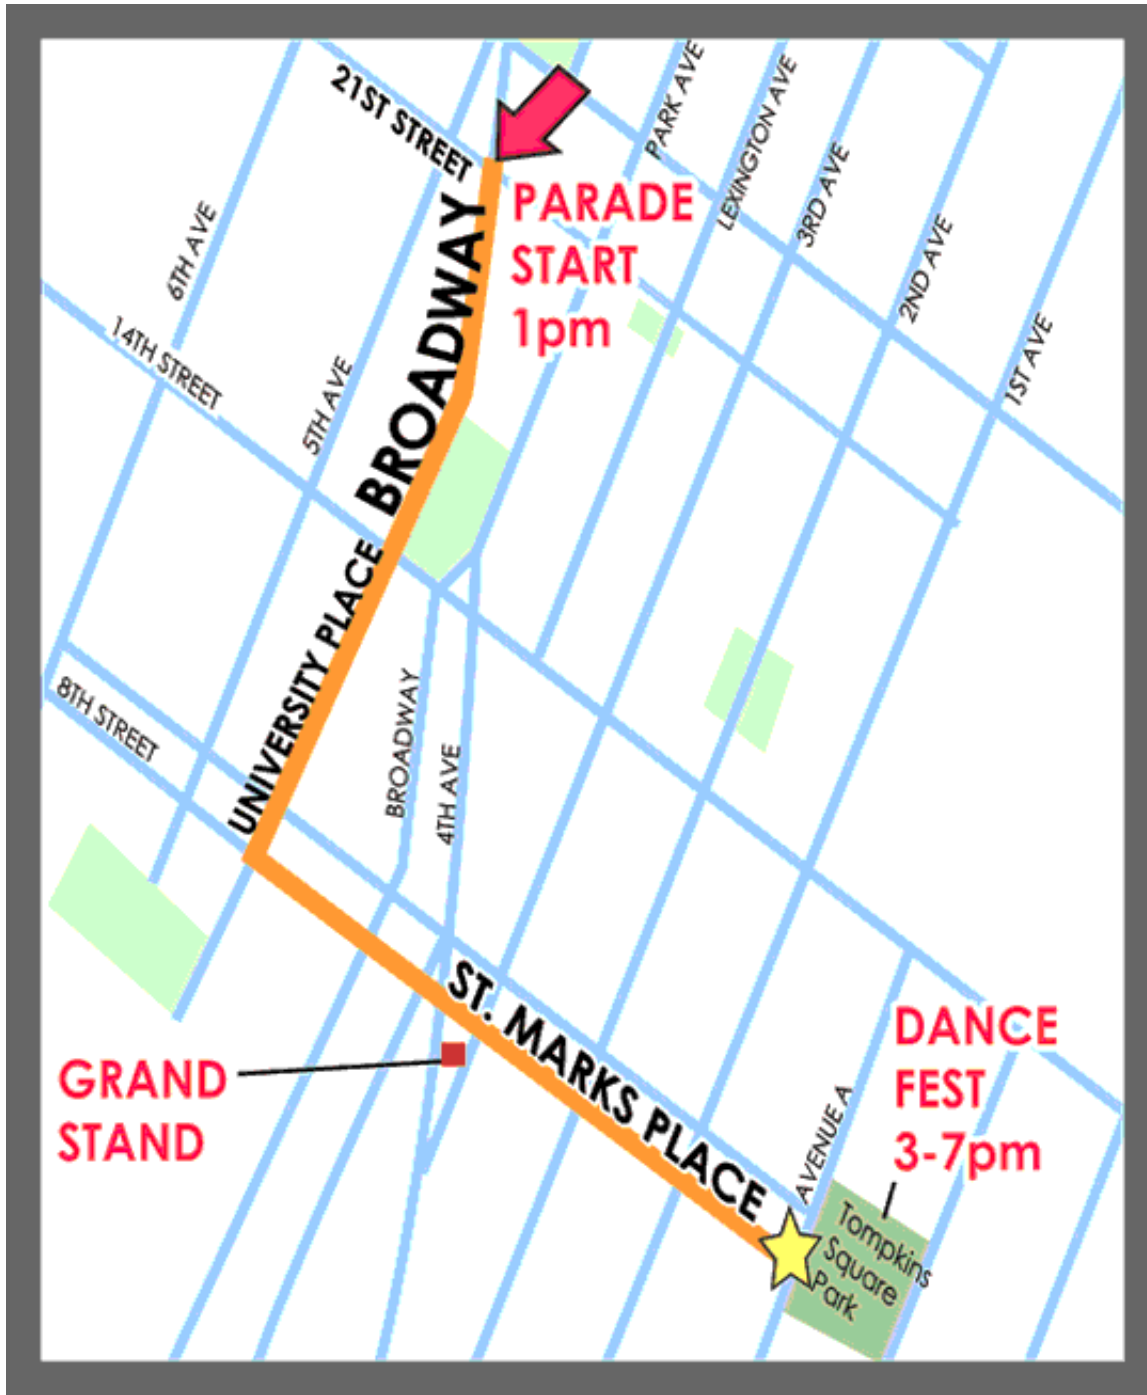 21ST STREET
PARK AVE
LEXINGTON AVE
3RD AVE
PARADE
START
1pm
6TH AVE
2ND AVE
BROADWAY
14TH STREET
5TH AVE
1ST AVE
UNIVERSITY PLACE
8TH STREET
BROADWAY
4TH AVE
ST. MARKS PLACE
GRAND
STAND
DANCE
FEST
3-7pm
AVENUE A
Tompkins
Square
Park